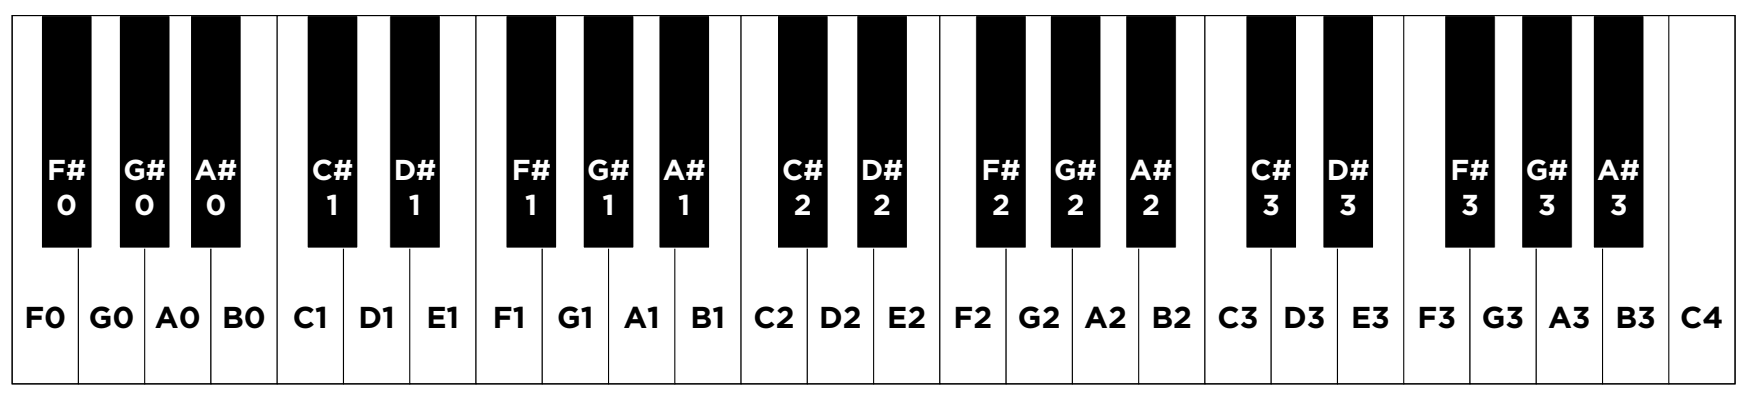 F# G# A# C# D# F# G# A# C# D# F# G# A# C# D# F# G# A#
0 0 0 1 1 1 1 1 2 2 2 2 2 3 3 3 3 3
F0 G0 A0 B0 C1 D1 E1 F1 G1 A1 B1 C2 D2 E2 F2 G2 A2 B2 C3 D3 E3 F3 G3 A3 B3 C4